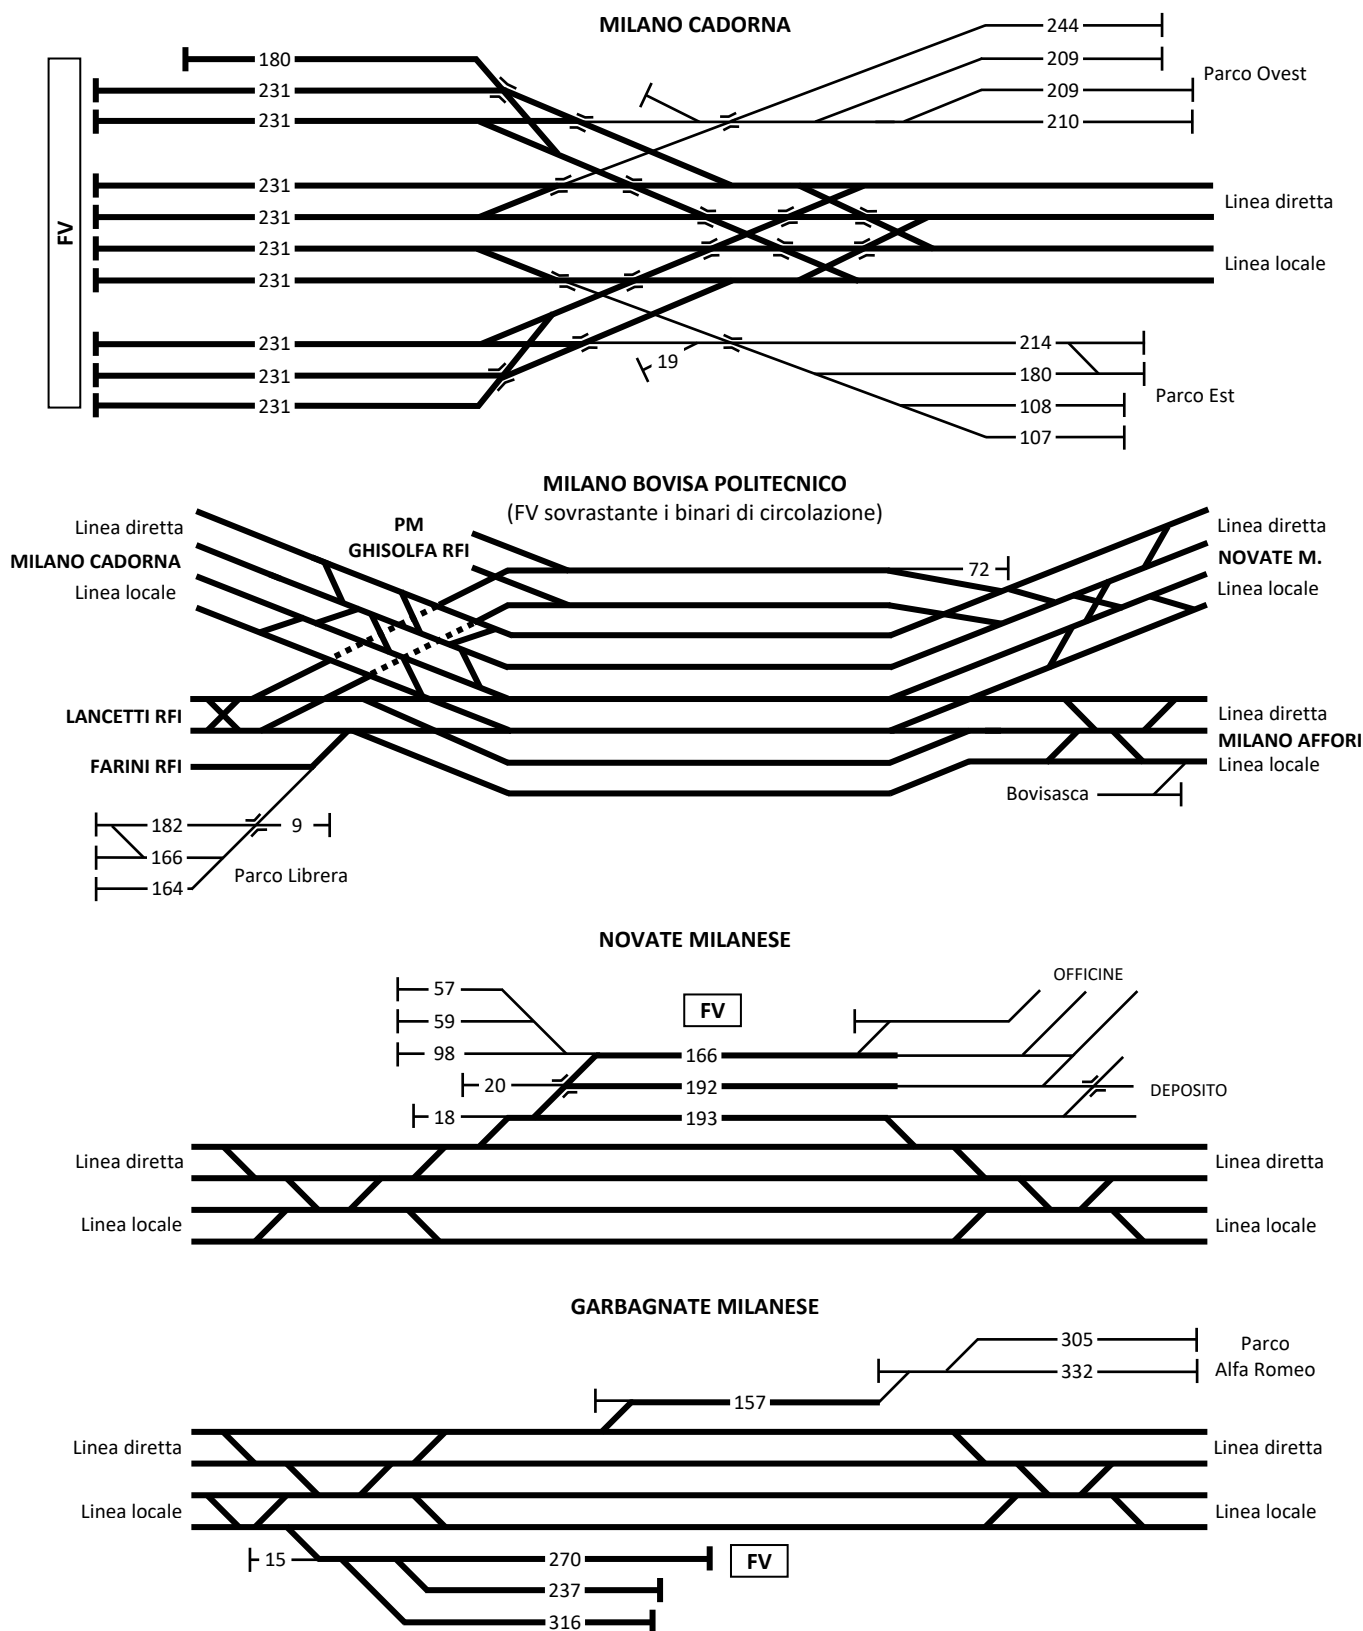 MILANO CADORNA
244
180
209
Parco Ovest
231
209
231
210
231
Linea diretta
231
FV
231
Linea locale
231
231
214
19
231
180
Parco Est
231
108
107
MILANO BOVISA POLITECNICO
(FV sovrastante i binari di circolazione)
Linea diretta
PM
GHISOLFA RFI
Linea diretta
MILANO CADORNA
72
NOVATE M.
Linea locale
Linea locale
LANCETTI RFI
Linea diretta
MILANO AFFORI
FARINI RFI
Linea locale
Bovisasca
182
9
166
Parco Librera
164
NOVATE MILANESE
OFFICINE
57
FV
59
98
166
20
192
DEPOSITO
18
193
Linea diretta
Linea diretta
Linea locale
Linea locale
GARBAGNATE MILANESE
305
Parco
332
Alfa Romeo
157
Linea diretta
Linea diretta
Linea locale
Linea locale
15
270
FV
237
316